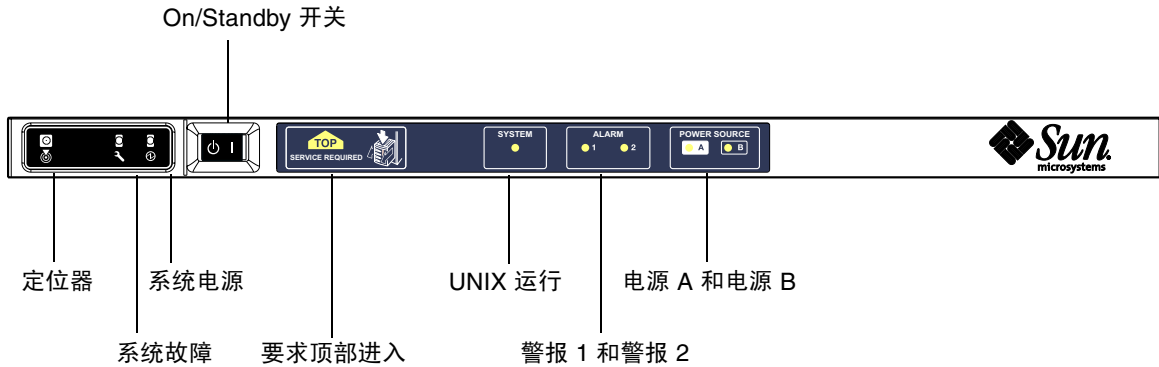 On/Standby 开关
TOP
SERVICE REQUIRED
SYSTEM
ALARM
1 2
POWER SOURCE
A B
Sun.
microsystems
定位器
系统电源
UNIX 运行
电源 A 和电源 B
系统故障
要求顶部进入
警报 1 和警报 2